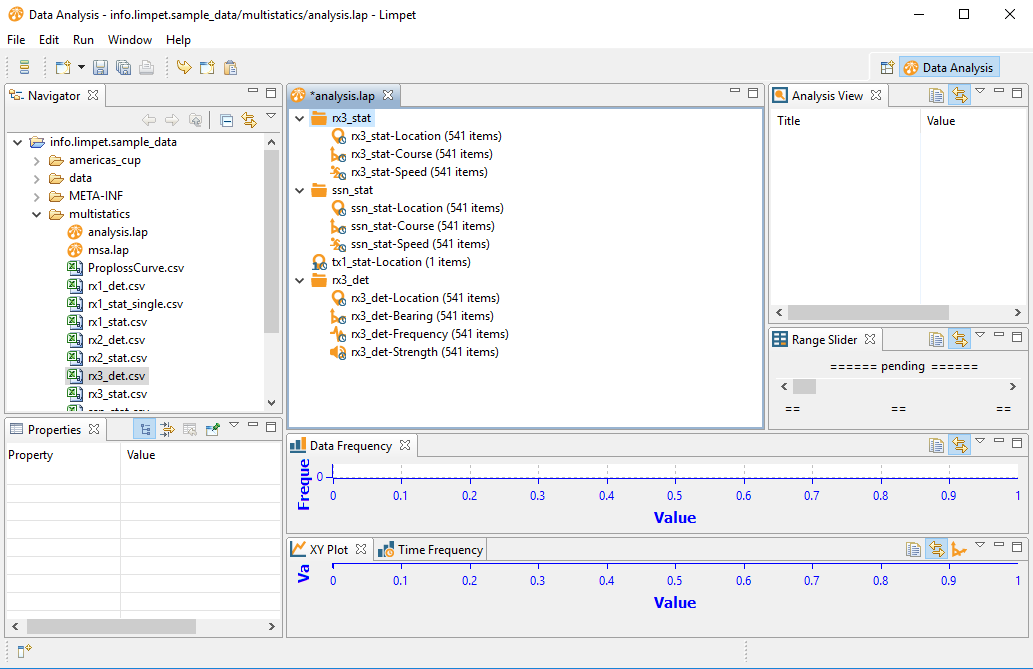 Data Analysis - info.limpet.sample_data/multistatics/analysis.lap - Limpet
File Edit Run Window Help
Data Analysis
Navigator
info.limpet.sample_data
americas_cup
data
META-INF
multistatics
analysis.lap
msa.lap
ProplossCurve.csv
rx1_det.csv
rx1_stat_single.csv
rx1_stat.csv
rx2_det.csv
rx2_stat.csv
rx3_det.csv
rx3_stat.csv
ssn_stat.csv
*analysis.lap
rx3_stat
rx3_stat-Location (541 items)
rx3_stat-Course (541 items)
rx3_stat-Speed (541 items)
ssn_stat
ssn_stat-Location (541 items)
ssn_stat-Course (541 items)
ssn_stat-Speed (541 items)
tx1_stat-Location (1 items)
rx3_det
rx3_det-Location (541 items)
rx3_det-Bearing (541 items)
rx3_det-Frequency (541 items)
rx3_det-Strength (541 items)
Analysis View
Title Value
Range Slider
====== pending ======
== == ==
Properties
Property Value
Data Frequency
Freque
0
0 0.1 0.2 0.3 0.4 0.5 0.6 0.7 0.8 0.9 1
Value
XY Plot Time Frequency
Va
0 0.1 0.2 0.3 0.4 0.5 0.6 0.7 0.8 0.9 1
Value